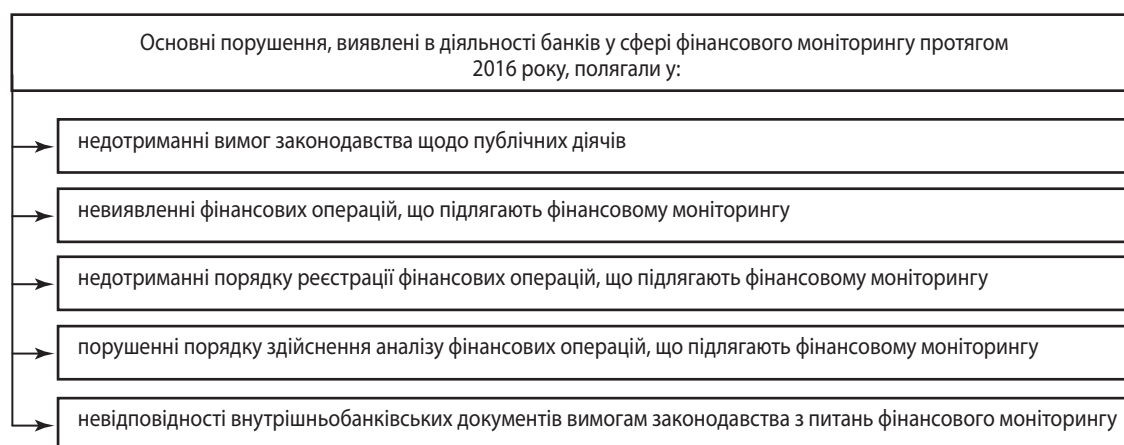 Основні порушення, виявлені в діяльності банків у сфері фінансового моніторингу протягом
2016 року, полягали у:
недотриманні вимог законодавства щодо публічних діячів
невиявленні фінансових операцій, що підлягають фінансовому моніторингу
недотриманні порядку реєстрації фінансових операцій, що підлягають фінансовому моніторингу
порушенні порядку здійснення аналізу фінансових операцій, що підлягають фінансовому моніторингу
невідповідності внутрішньобанківських документів вимогам законодавства з питань фінансового моніторингу